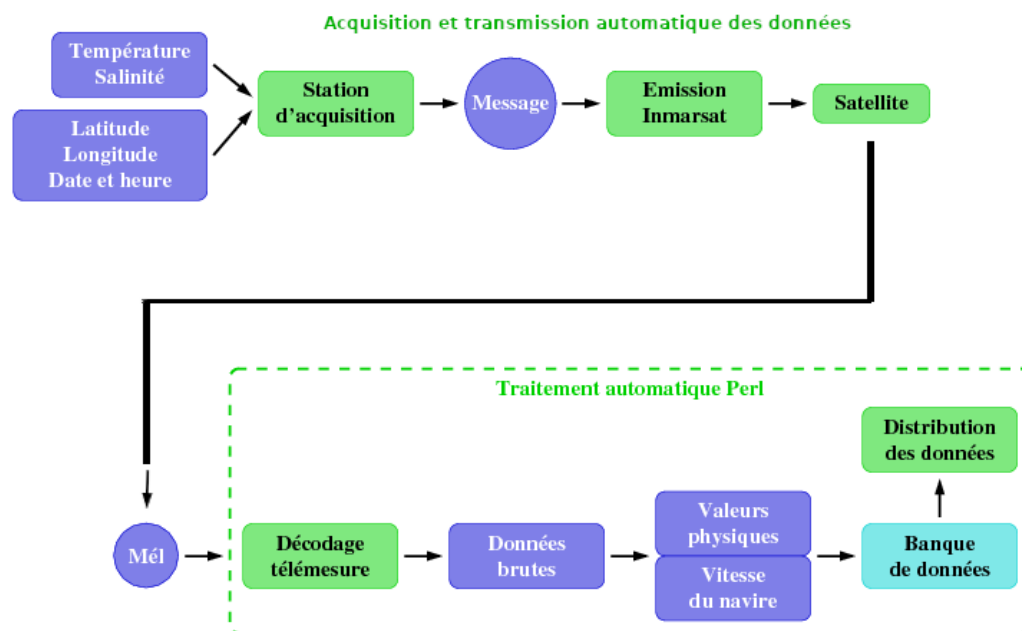 Acquisition et transmission automatique des données
Température
Salinité
Latitude
Longitude
Date et heure
Station
d'acquisition
Message
Emission
Inmarsat
Satellite
Traitement automatique Perl
Mél
Décodage
télémesure
Données
brutes
Valeurs
physiques
Vitesse
du navire
Banque
de données
Distribution
des données